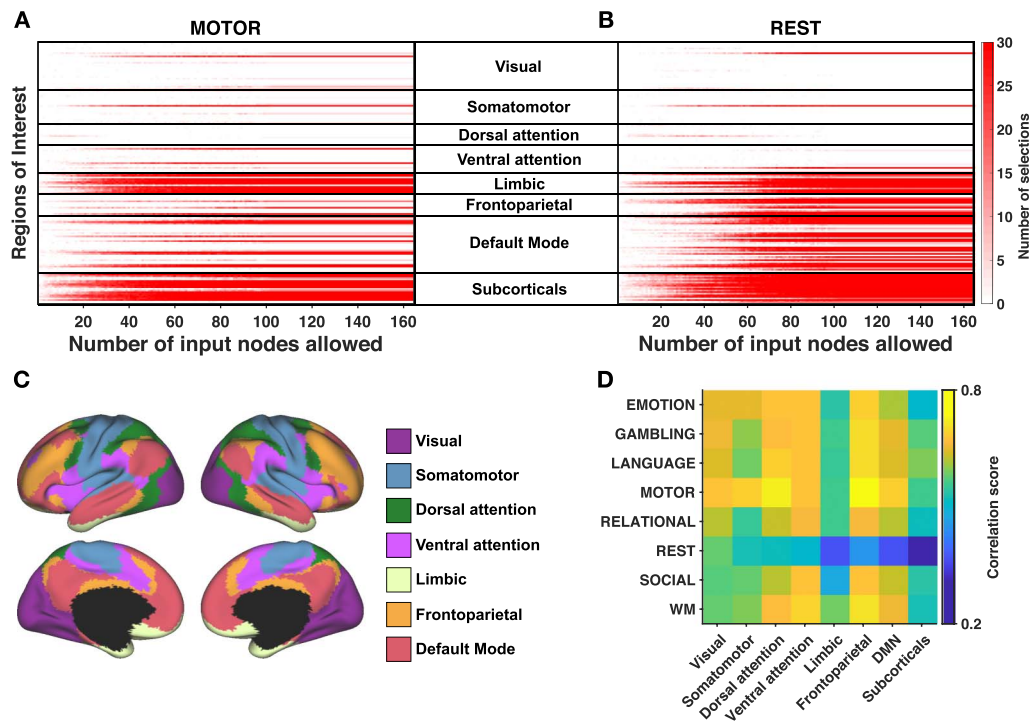 A
MOTOR
Regions of Interest
20 40 60 80 100 120 140 160
Number of input nodes allowed
Visual
Somatomotor
Dorsal attention
Ventral attention
Limbic
Frontoparietal
Default Mode
Subcorticals
B
REST
20 40 60 80 100 120 140 160
Number of input nodes allowed
30
25
20
15
10
5
0
Number of selections
C
Visual
Somatomotor
Dorsal attention
Ventral attention
Limbic
Frontoparietal
Default Mode
D
EMOTION
GAMBLING
LANGUAGE
MOTOR
RELATIONAL
REST
SOCIAL
WM
Visual
Somatomotor
Dorsal attention
Ventral attention
Limbic
Frontoparietal
DMN
Subcorticals
0.8
0.2
Correlation score